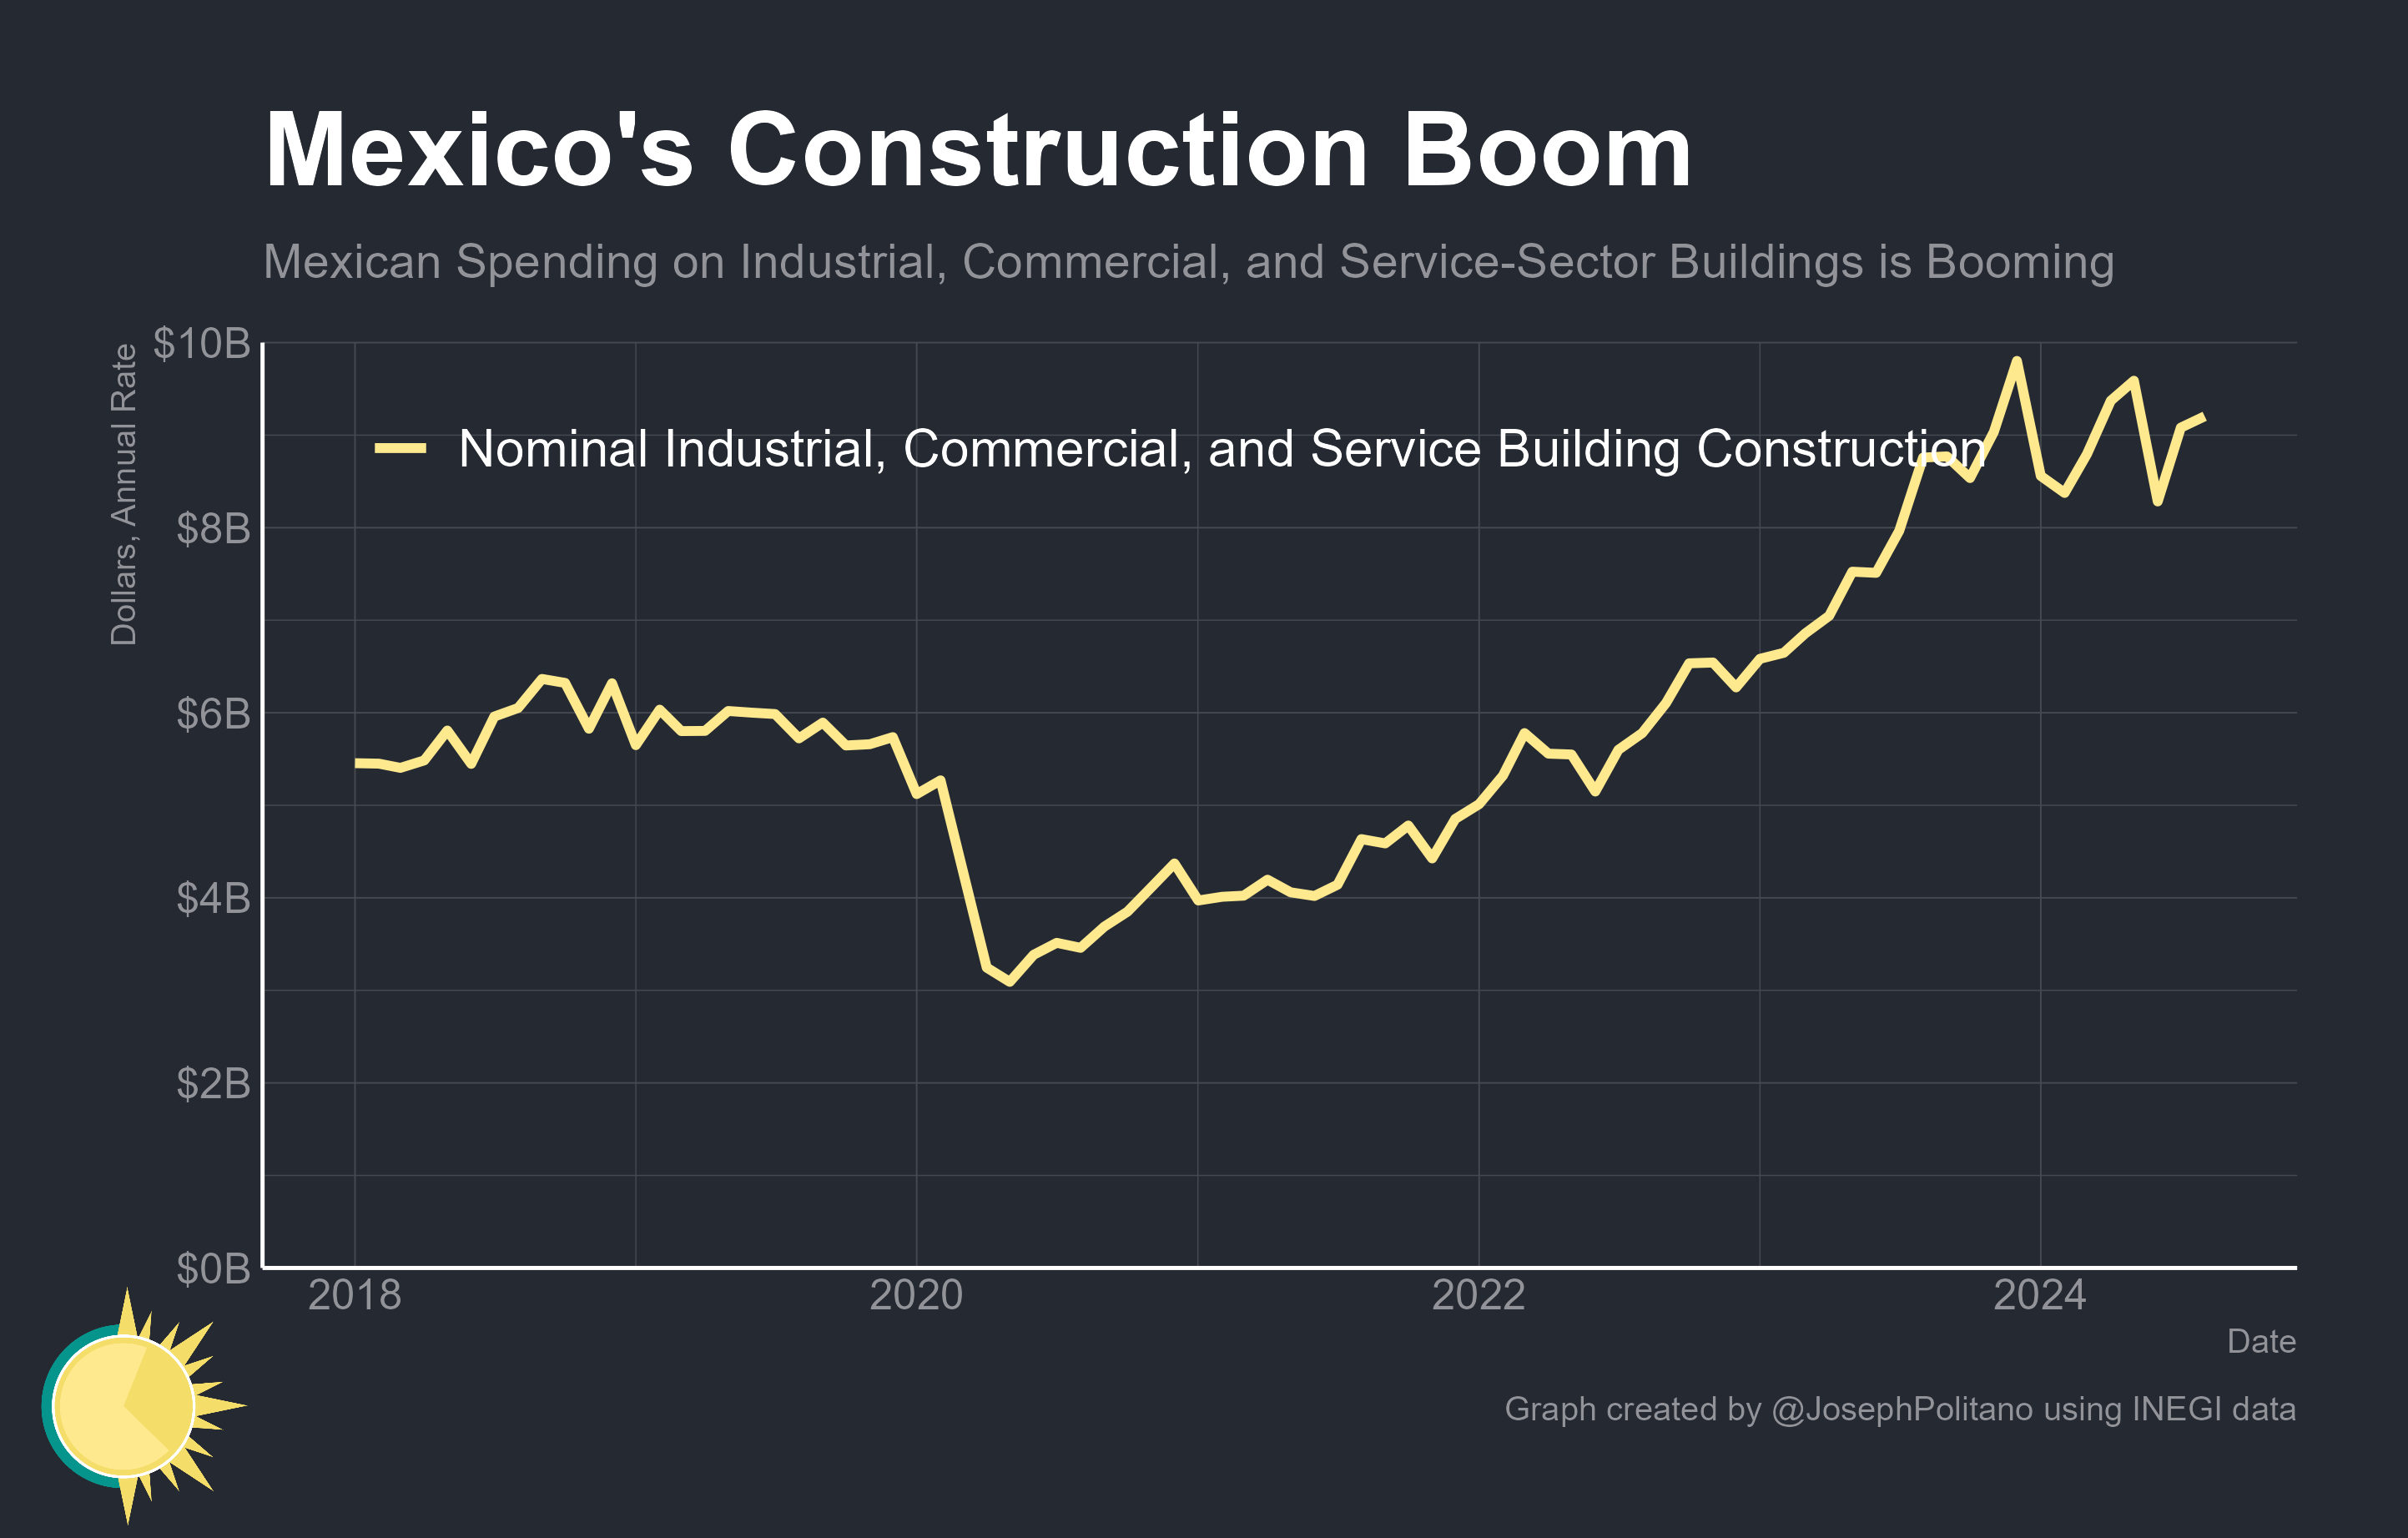 Mexico's Construction Boom
Mexican Spending on Industrial, Commercial, and Service-Sector Buildings is Booming
Dollars, Annual Rate
$10B
$8B
$6B
$4B
$2B
$0B
Nominal Industrial, Commercial, and Service Building Construction
2018
2020
2022
2024
Date
Graph created by @JosephPolitano using INEGI data